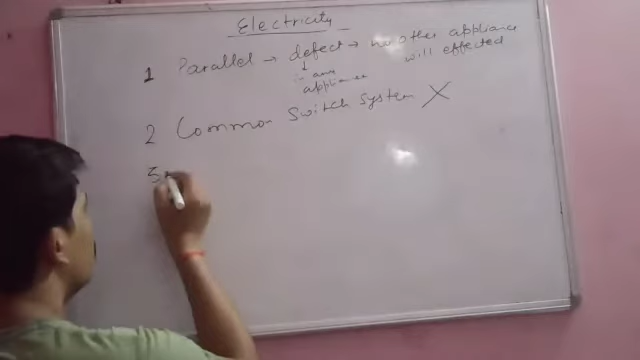 Electricity
1 Parallel → defect → no other appliance
will effected
↓
in any
appliance
2 Common Switch System X
3